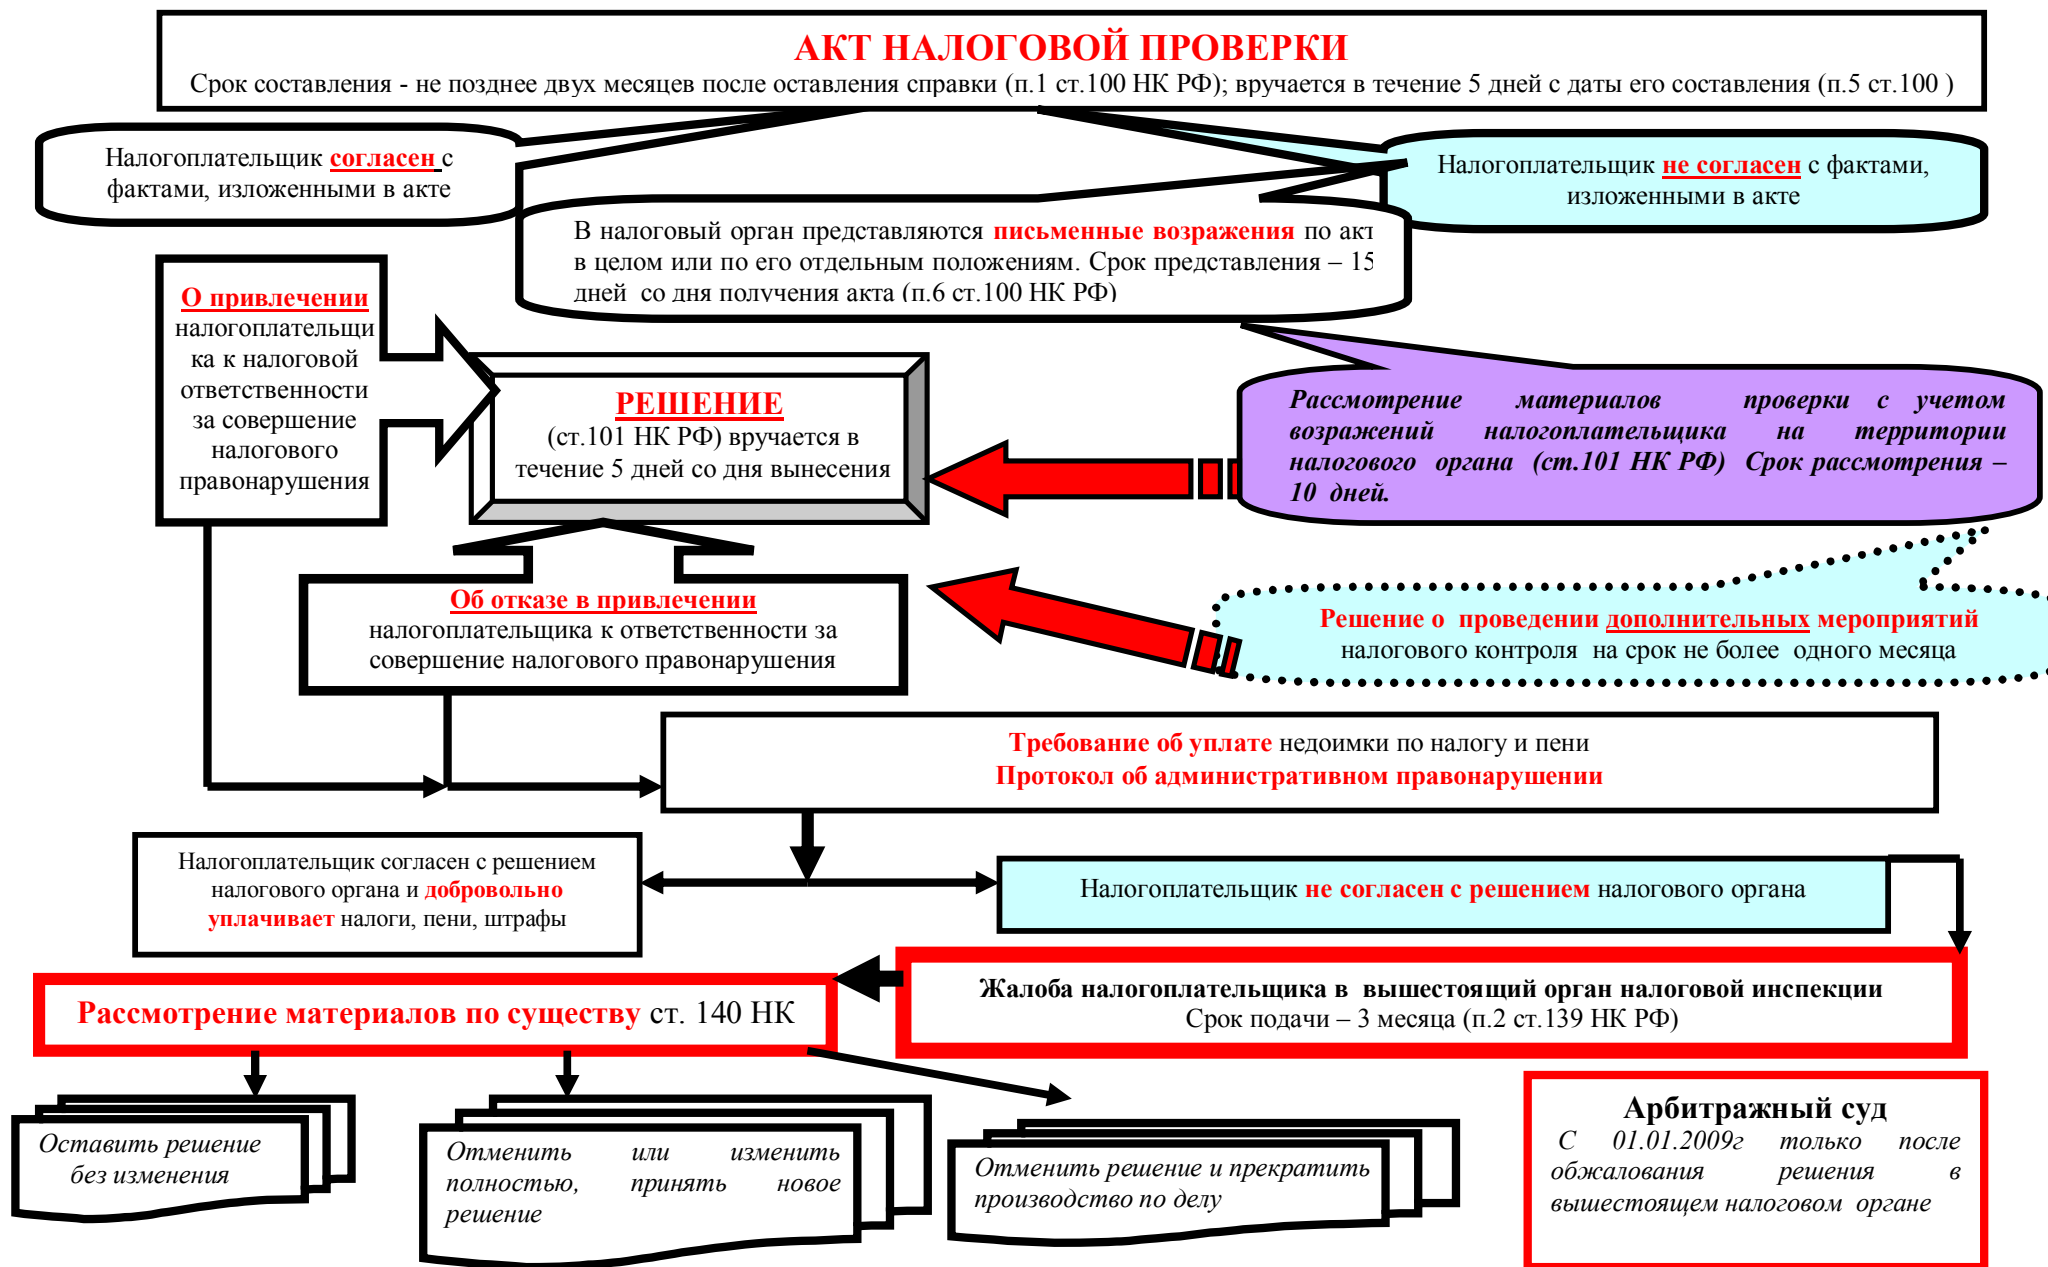 АКТ НАЛОГОВОЙ ПРОВЕРКИ
Срок составления - не позднее двух месяцев после оставления справки (п.1 ст.100 НК РФ); вручается в течение 5 дней с даты его составления (п.5 ст.100 )
Налогоплательщик согласен с
фактами, изложенными в акте
Налогоплательщик не согласен с фактами,
изложенными в акте
В налоговый орган представляются письменные возражения по акт
в целом или по его отдельным положениям. Срок представления – 15
дней со дня получения акта (п.6 ст.100 НК РФ)
О привлечении
налогоплательщи
ка к налоговой
ответственности
за совершение
налогового
правонарушения
РЕШЕНИЕ
(ст.101 НК РФ) вручается в
течение 5 дней со дня вынесения
Рассмотрение материалов проверки с учетом
возражений налогоплательщика на территории
налогового органа (ст.101 НК РФ) Срок рассмотрения –
10 дней.
Об отказе в привлечении
налогоплательщика к ответственности за
совершение налогового правонарушения
Решение о проведении дополнительных мероприятий
налогового контроля на срок не более одного месяца
Требование об уплате недоимки по налогу и пени
Протокол об административном правонарушении
Налогоплательщик согласен с решением
налогового органа и добровольно
уплачивает налоги, пени, штрафы
Налогоплательщик не согласен с решением налогового органа
Жалоба налогоплательщика в вышестоящий орган налоговой инспекции
Срок подачи – 3 месяца (п.2 ст.139 НК РФ)
Рассмотрение материалов по существу ст. 140 НК
Оставить решение
без изменения
Отменить или изменить
полностью, принять новое
решение
Отменить решение и прекратить
производство по делу
Арбитражный суд
С 01.01.2009г только после
обжалования решения в
вышестоящем налоговом органе